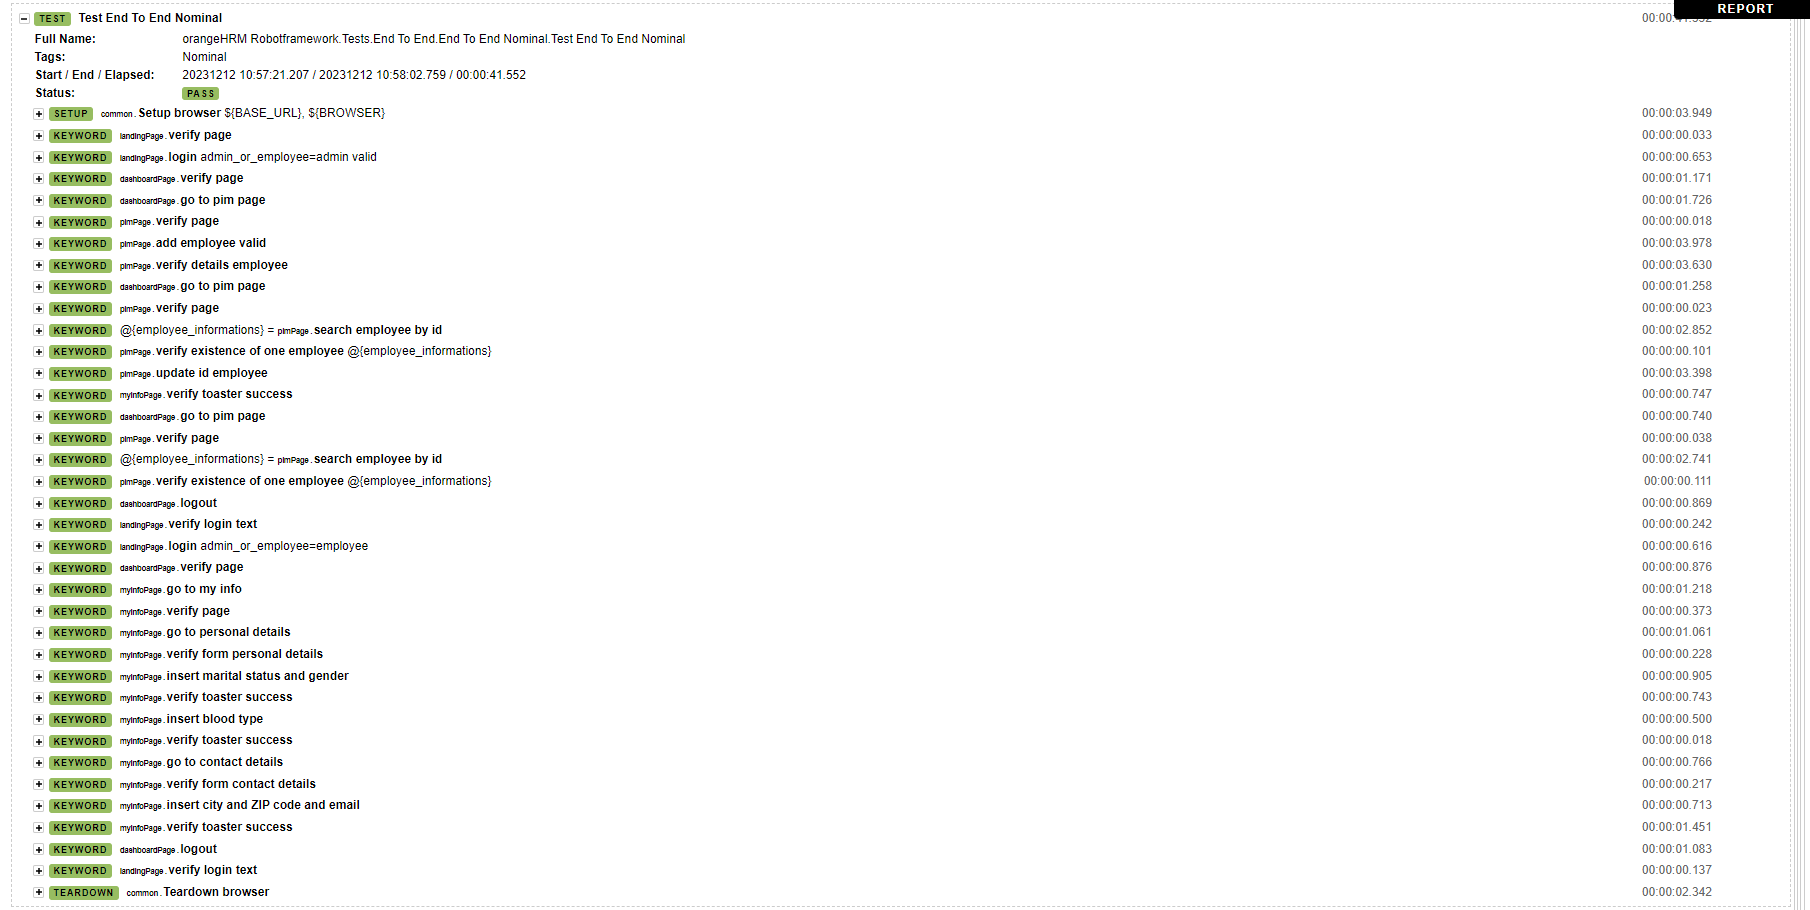 REPORT
TEST Test End To End Nominal 00:00:41.552
Full Name: orangeHRM Robotframework.Tests.End To End.End To End Nominal.Test End To End Nominal
Tags: Nominal
Start / End / Elapsed: 20231212 10:57:21.207 / 20231212 10:58:02.759 / 00:00:41.552
Status: PASS
SETUP common.Setup browser ${BASE_URL}, ${BROWSER} 00:00:03.949
KEYWORD landingPage.verify page 00:00:00.033
KEYWORD landingPage.login admin_or_employee=admin valid 00:00:00.653
KEYWORD dashboardPage.verify page 00:00:01.171
KEYWORD dashboardPage.go to pim page 00:00:01.726
KEYWORD pimPage.verify page 00:00:00.018
KEYWORD pimPage.add employee valid 00:00:03.978
KEYWORD pimPage.verify details employee 00:00:03.630
KEYWORD dashboardPage.go to pim page 00:00:01.258
KEYWORD pimPage.verify page 00:00:00.023
KEYWORD @{employee_informations} = pimPage.search employee by id 00:00:02.852
KEYWORD pimPage.verify existence of one employee @{employee_informations} 00:00:00.101
KEYWORD pimPage.update id employee 00:00:03.398
KEYWORD myInfoPage.verify toaster success 00:00:00.747
KEYWORD dashboardPage.go to pim page 00:00:00.740
KEYWORD pimPage.verify page 00:00:00.038
KEYWORD @{employee_informations} = pimPage.search employee by id 00:00:02.741
KEYWORD pimPage.verify existence of one employee @{employee_informations} 00:00:00.111
KEYWORD dashboardPage.logout 00:00:00.869
KEYWORD landingPage.verify login text 00:00:00.242
KEYWORD landingPage.login admin_or_employee=employee 00:00:00.616
KEYWORD dashboardPage.verify page 00:00:00.876
KEYWORD myInfoPage.go to my info 00:00:01.218
KEYWORD myInfoPage.verify page 00:00:00.373
KEYWORD myInfoPage.go to personal details 00:00:01.061
KEYWORD myInfoPage.verify form personal details 00:00:00.228
KEYWORD myInfoPage.insert marital status and gender 00:00:00.905
KEYWORD myInfoPage.verify toaster success 00:00:00.743
KEYWORD myInfoPage.insert blood type 00:00:00.500
KEYWORD myInfoPage.verify toaster success 00:00:00.018
KEYWORD myInfoPage.go to contact details 00:00:00.766
KEYWORD myInfoPage.verify form contact details 00:00:00.217
KEYWORD myInfoPage.insert city and ZIP code and email 00:00:00.713
KEYWORD myInfoPage.verify toaster success 00:00:01.451
KEYWORD dashboardPage.logout 00:00:01.083
KEYWORD landingPage.verify login text 00:00:00.137
TEARDOWN common.Teardown browser 00:00:02.342